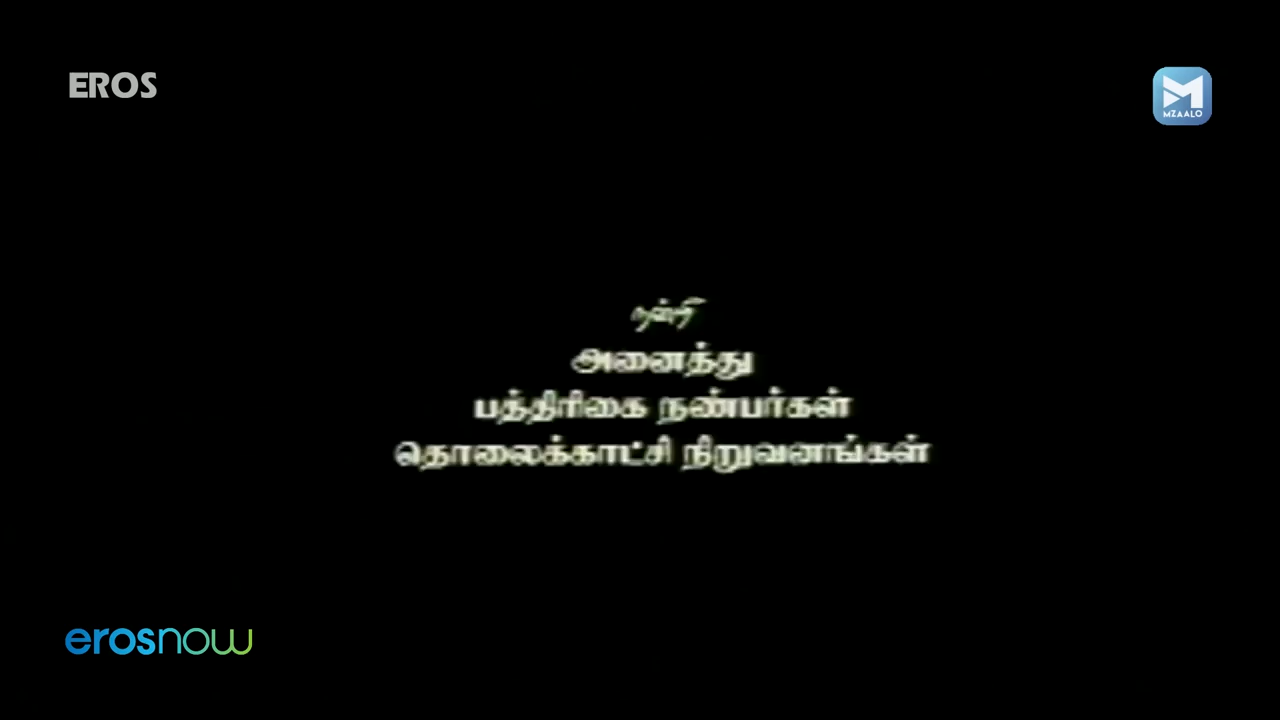 EROS
MZAALO
நன்றி
அனைத்து
பத்திரிகை நண்பர்கள்
தொலைக்காட்சி நிறுவனங்கள்
erosnow